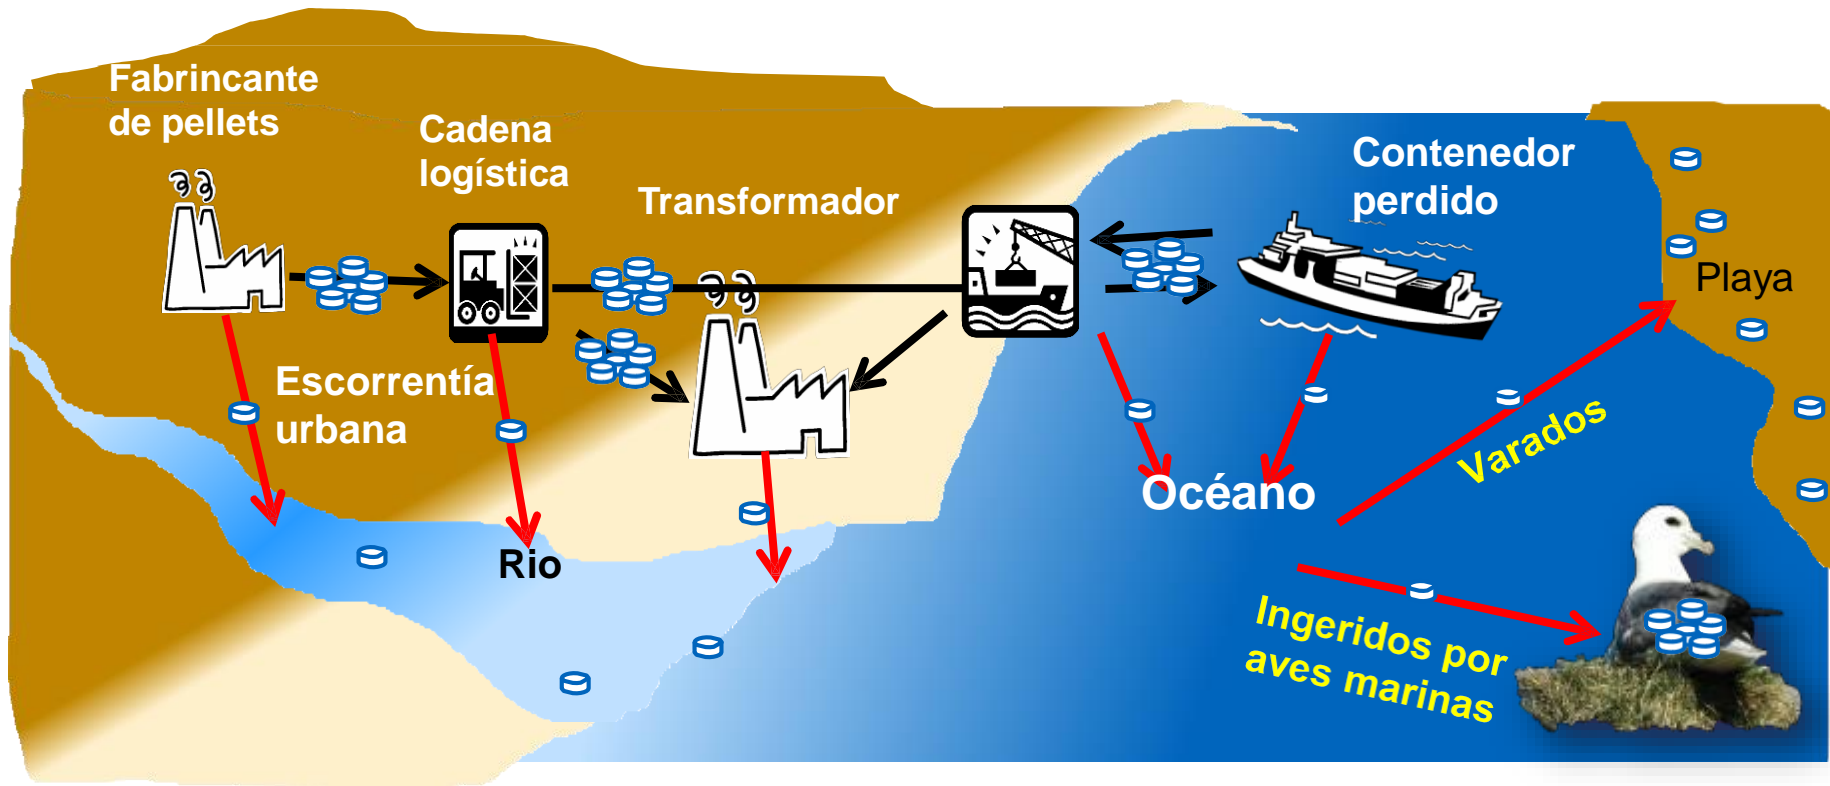 Fabrincante
de pellets
Cadena
logística
Transformador
Contenedor
perdido
Playa
Escorrentía
urbana
Varados
Océano
Rio
Ingeridos por
aves marinas